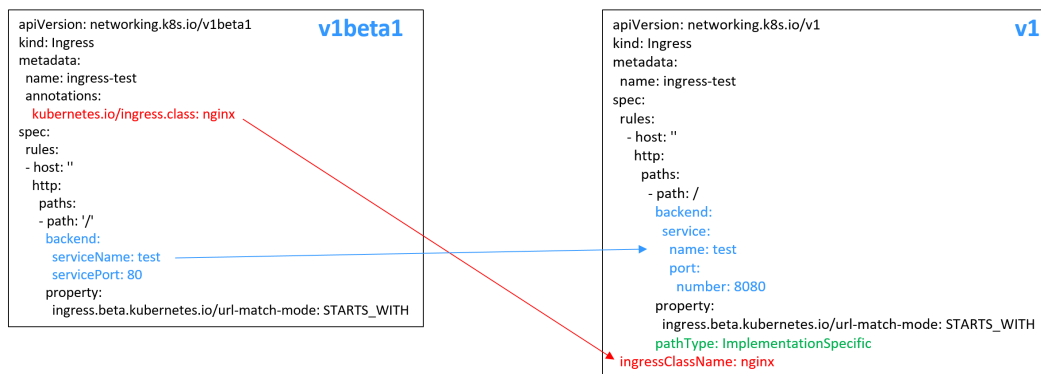 apiVersion: networking.k8s.io/v1beta1
v1beta1
kind: Ingress
metadata:
name: ingress-test
annotations:
kubernetes.io/ingress.class: nginx
spec:
rules:
- host: ''
http:
paths:
- path: '/'
backend:
serviceName: test
servicePort: 80
property:
ingress.beta.kubernetes.io/url-match-mode: STARTS_WITH
apiVersion: networking.k8s.io/v1
v1
kind: Ingress
metadata:
name: ingress-test
spec:
rules:
- host: ''
http:
paths:
- path: /
backend:
service:
name: test
port:
number: 8080
property:
ingress.beta.kubernetes.io/url-match-mode: STARTS_WITH
pathType: ImplementationSpecific
ingressClassName: nginx